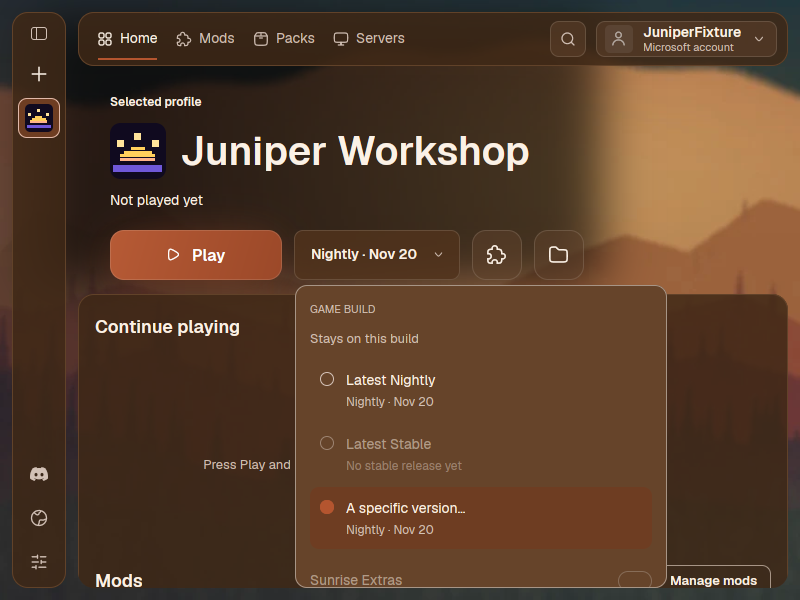 Home
Mods
Packs
Servers
JuniperFixture
Microsoft account
Selected profile
Juniper Workshop
Not played yet
Play
Nightly · Nov 20
Continue playing
GAME BUILD
Stays on this build
Latest Nightly
Nightly · Nov 20
Latest Stable
No stable release yet
Press Play and
A specific version…
Nightly · Nov 20
Sunrise Extras
Mods
Manage mods